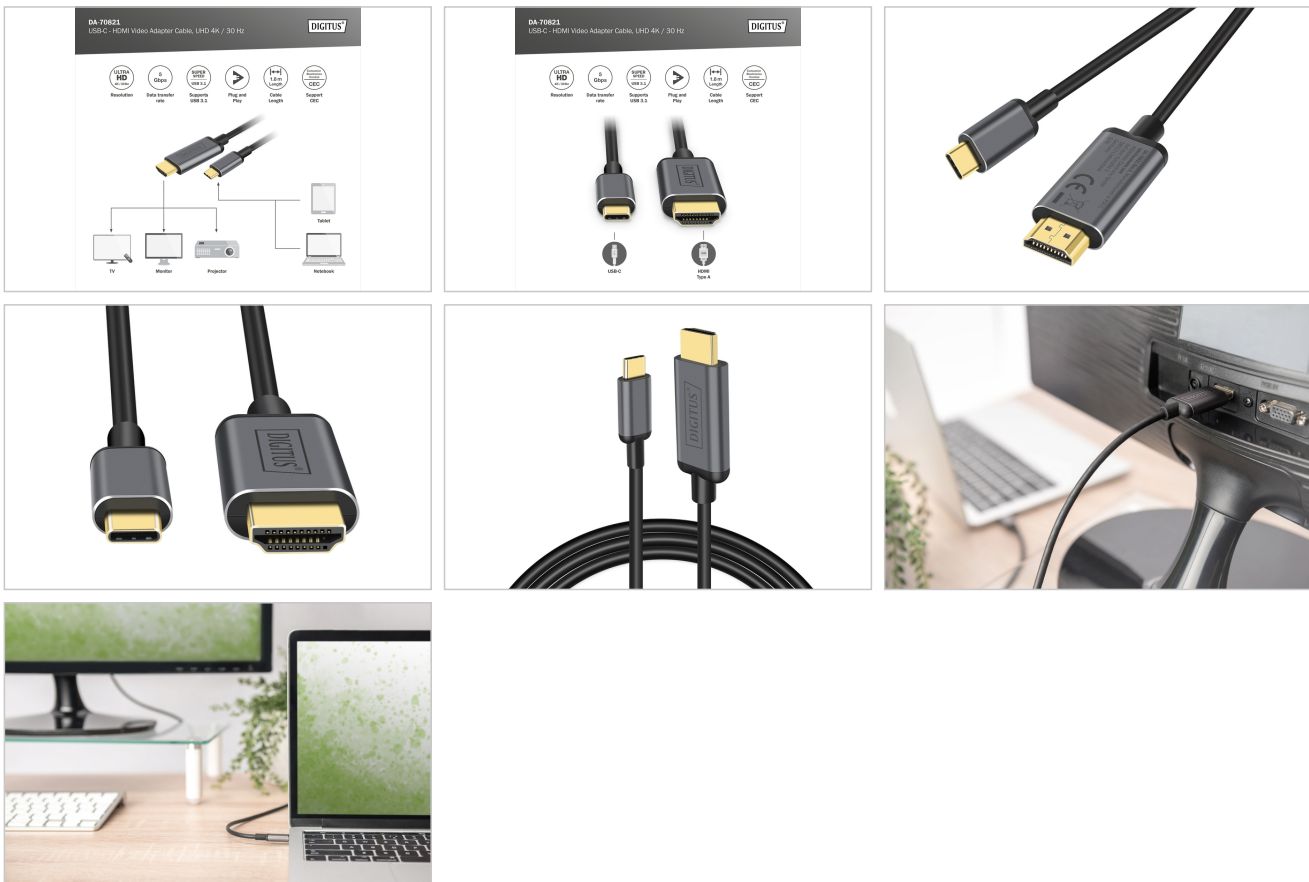 DA-70821
USB-C - HDMI Video Adapter Cable, UHD 4K / 30 Hz
DIGITUS®
ULTRA
HD
Resolution
5
Gbps
Data transfer
rate
SUPER
SPEED
USB 3.1
Supports
USB 3.1
Plug and
Play
1.8 m
Length
Cable
Length
CEC
Support
CEC
TV
Monitor
Projector
Tablet
Notebook
DA-70821
USB-C - HDMI Video Adapter Cable, UHD 4K / 30 Hz
DIGITUS®
ULTRA
HD
Resolution
5
Gbps
Data transfer
rate
SUPER
SPEED
USB 3.1
Supports
USB 3.1
Plug and
Play
1.8 m
Length
Cable
Length
CEC
Support
CEC
DIGITUS
USB-C
HDMI
Type A
CE
DIGITUS®
DIGITUS®
DIGITUS